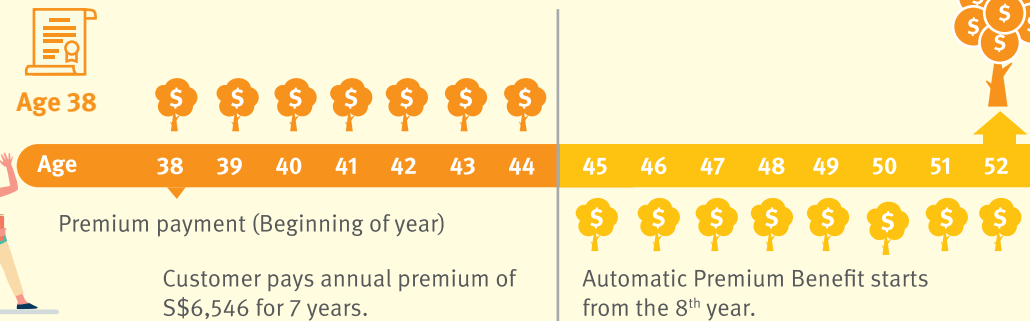 Age 38
$ $ $ $ $ $ $
$ $ $
Age 38 39 40 41 42 43 44 45 46 47 48 49 50 51 52
$ $ $ $ $ $ $ $
Premium payment (Beginning of year)
Customer pays annual premium of
S$6,546 for 7 years.
Automatic Premium Benefit starts
from the 8th year.